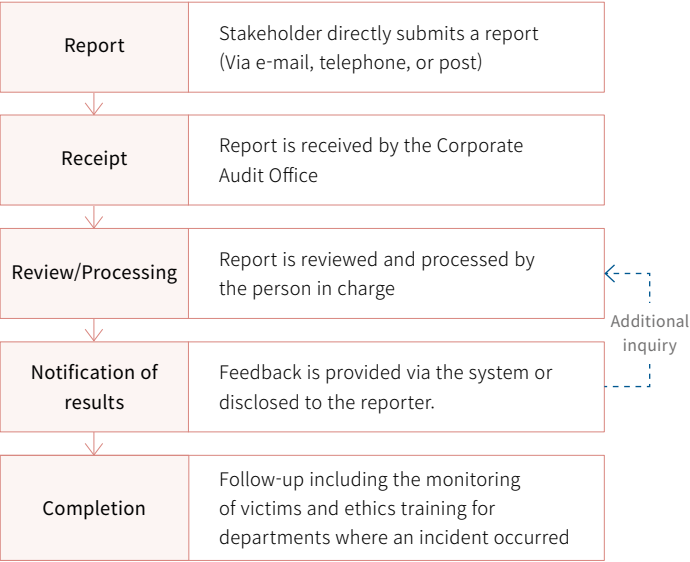 Report
Stakeholder directly submits a report
(Via e-mail, telephone, or post)
Receipt
Report is received by the Corporate
Audit Office
Review/Processing
Report is reviewed and processed by
the person in charge
Additional
inquiry
Notification of
results
Feedback is provided via the system or
disclosed to the reporter.
Completion
Follow-up including the monitoring
of victims and ethics training for
departments where an incident occurred